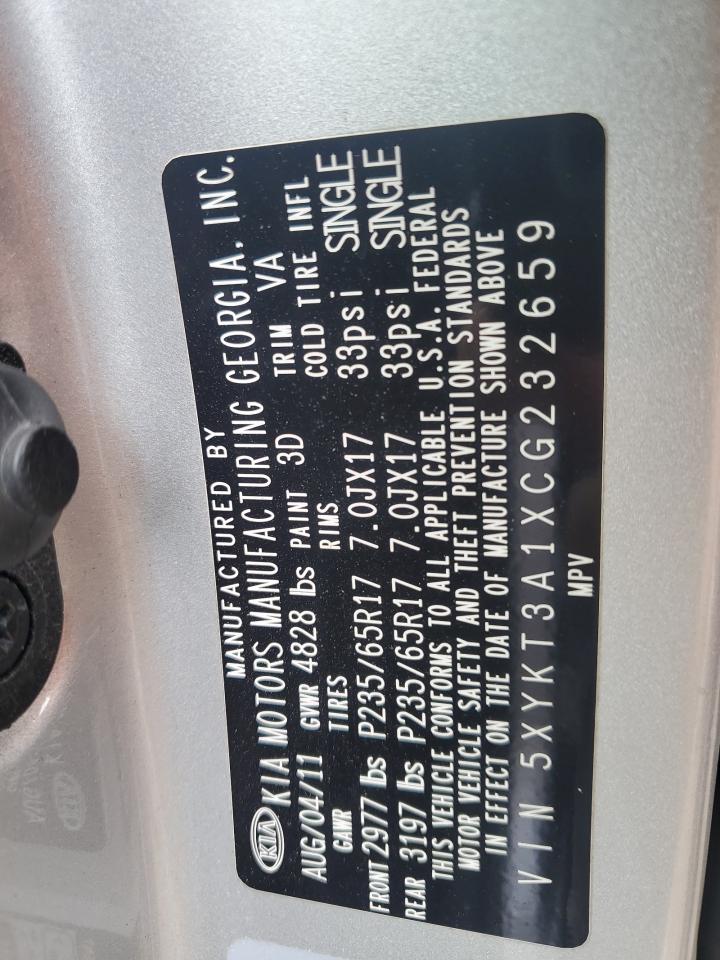 MANUFACTURED BY
KIA KIA MOTORS MANUFACTURING GEORGIA, INC.
AUG/04/11 GVWR 4828 lbs PAINT 3D TRIM VA
GAWR TIRES RIMS COLD TIRE INFL
FRONT 2977 lbs P235/65R17 7.0JX17 33psi SINGLE
REAR 3197 lbs P235/65R17 7.0JX17 33psi SINGLE
THIS VEHICLE CONFORMS TO ALL APPLICABLE U.S.A. FEDERAL
MOTOR VEHICLE SAFETY AND THEFT PREVENTION STANDARDS
IN EFFECT ON THE DATE OF MANUFACTURE SHOWN ABOVE
VIN 5XYKT3A1XCG232659
MPV